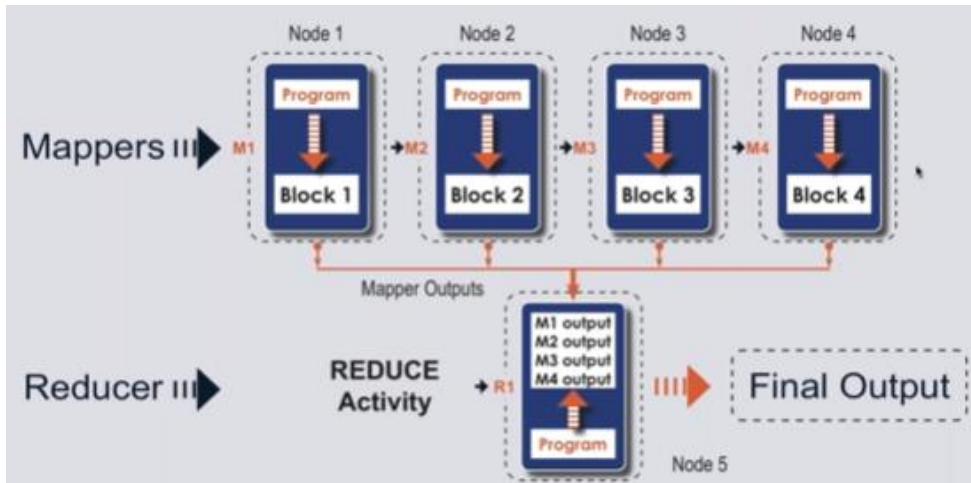 Node 1
Node 2
Node 3
Node 4
Program
Program
Program
Program
Mappers
M1
M2
M3
M4
Block 1
Block 2
Block 3
Block 4
Mapper Outputs
M1 output
M2 output
M3 output
M4 output
Reducer
REDUCE
Activity
R1
Final Output
Program
Node 5